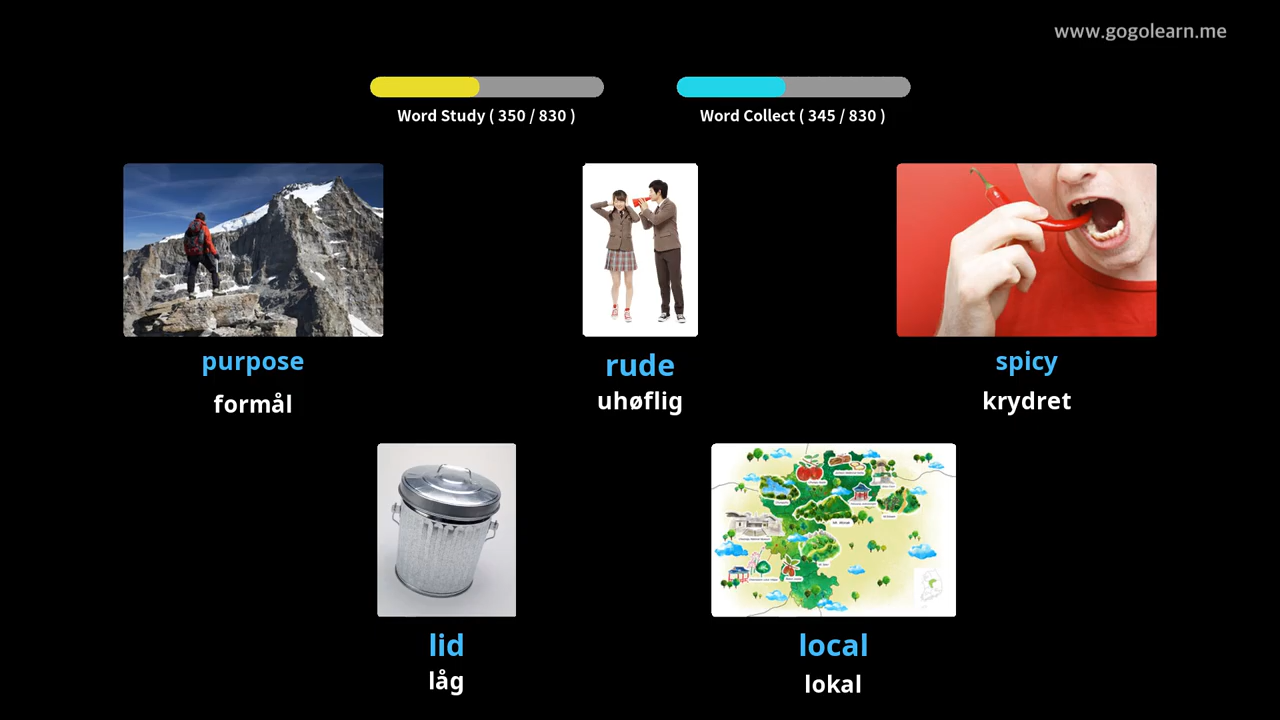 www.gogolearn.me
Word Study ( 350 / 830 )
Word Collect ( 345 / 830 )
purpose
formål
rude
uhøflig
spicy
krydret
lid
låg
local
lokal